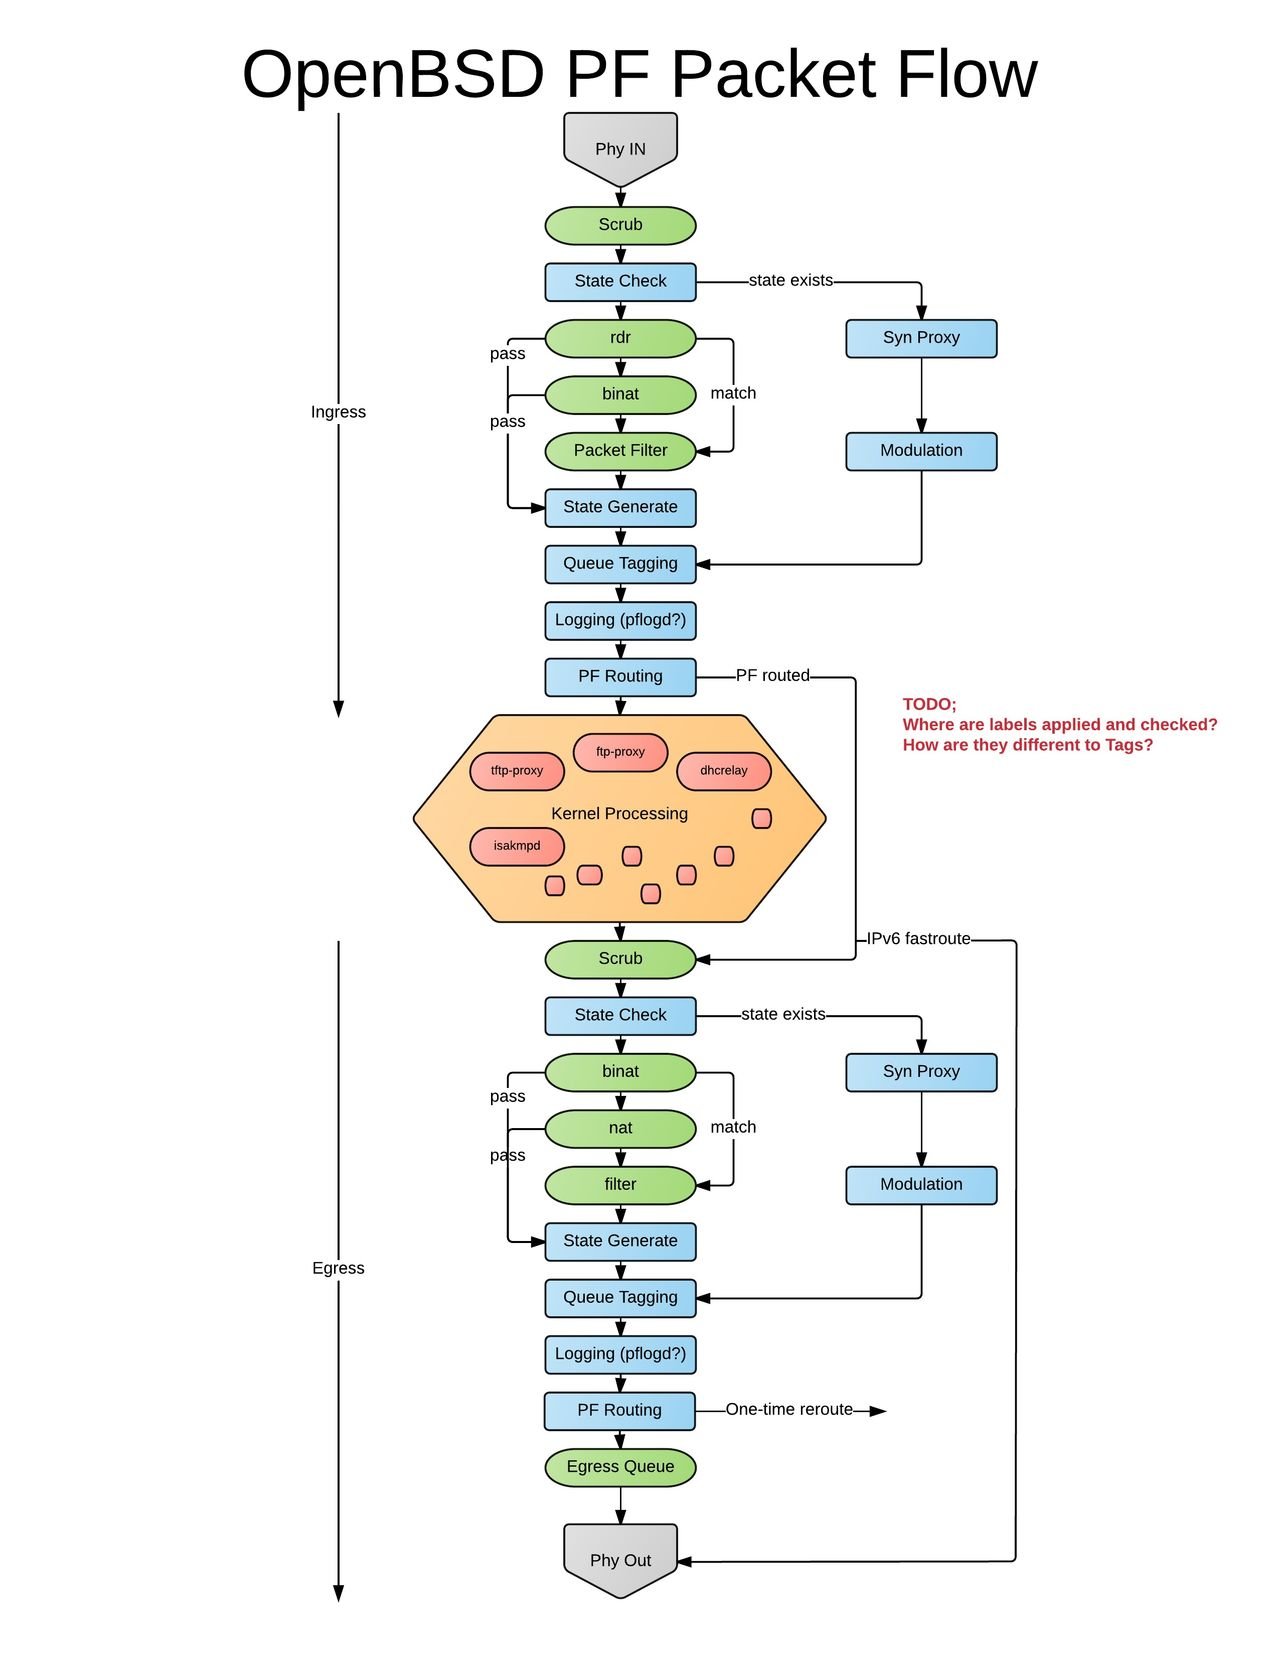 OpenBSD PF Packet Flow
Phy IN
Scrub
State Check
state exists
rdr
Syn Proxy
pass
binat
match
Ingress
pass
Packet Filter
Modulation
State Generate
Queue Tagging
Logging (pflogd?)
PF Routing
PF routed
TODO;
Where are labels applied and checked?
How are they different to Tags?
ftp-proxy
tftp-proxy
dhcrelay
Kernel Processing
isakmpd
IPv6 fastroute
Scrub
State Check
state exists
binat
Syn Proxy
pass
nat
match
pass
filter
Modulation
State Generate
Egress
Queue Tagging
Logging (pflogd?)
PF Routing
One-time reroute
Egress Queue
Phy Out